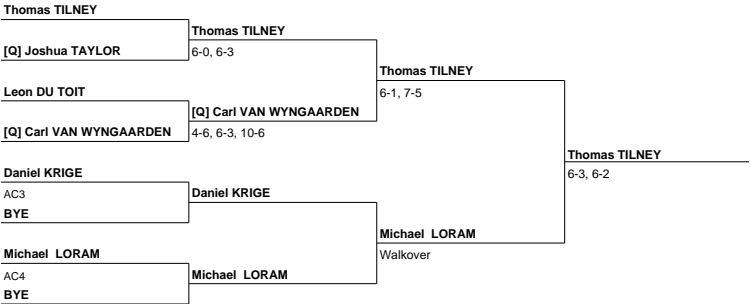 Thomas TILNEY
Thomas TILNEY
[Q] Joshua TAYLOR
6-0, 6-3
Thomas TILNEY
Leon DU TOIT
6-1, 7-5
[Q] Carl VAN WYNGAARDEN
[Q] Carl VAN WYNGAARDEN
4-6, 6-3, 10-6
Thomas TILNEY
Daniel KRIGE
6-3, 6-2
AC3
Daniel KRIGE
BYE
Michael LORAM
Michael LORAM
Walkover
AC4
Michael LORAM
BYE